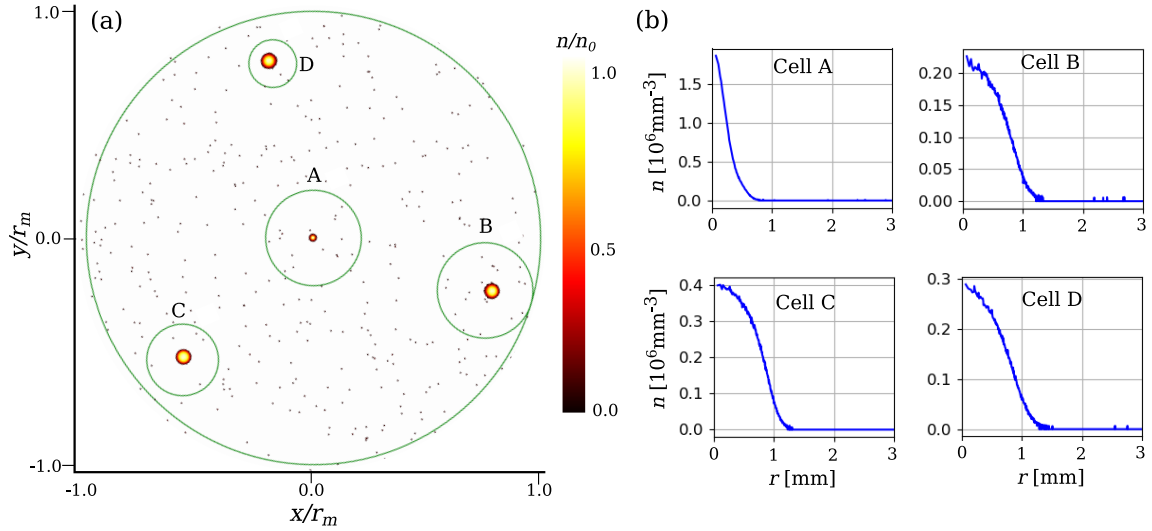 (a)
n/n₀
1.0
0.5
0.0
1.0
0.0
-1.0
y/rₘ
-1.0
0.0
1.0
x/rₘ
A
B
C
D
(b)
Cell A
n [10⁶mm⁻³]
1.5
1.0
0.5
0.0
0
1
2
3
Cell B
0.20
0.15
0.10
0.05
0.00
0
1
2
3
Cell C
n [10⁶mm⁻³]
0.4
0.3
0.2
0.1
0.0
0
1
2
3
r [mm]
Cell D
0.3
0.2
0.1
0.0
0
1
2
3
r [mm]